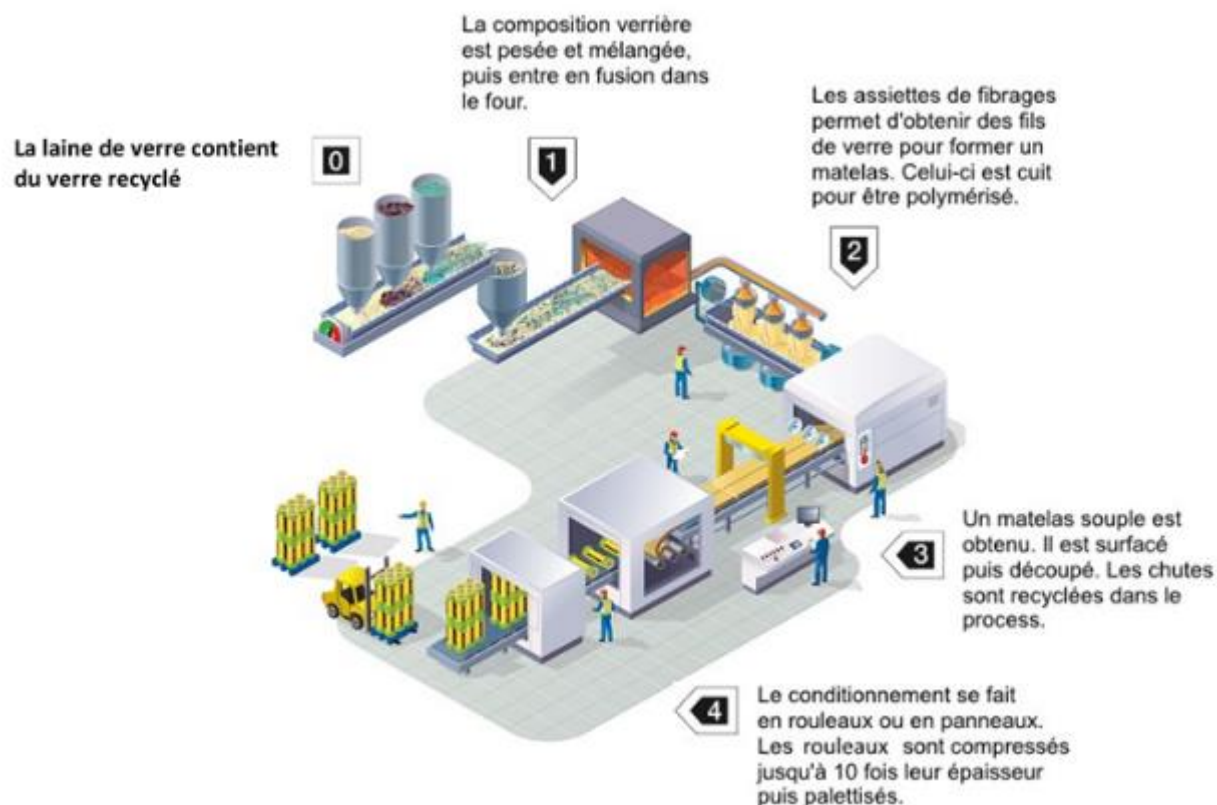 La laine de verre contient
du verre recyclé
0
La composition verrière
est pesée et mélangée,
puis entre en fusion dans
le four.
1
Les assiettes de fibrages
permet d'obtenir des fils
de verre pour former un
matelas. Celui-ci est cuit
pour être polymérisé.
2
3
Un matelas souple est
obtenu. Il est surfacé
puis découpé. Les chutes
sont recyclées dans le
process.
4
Le conditionnement se fait
en rouleaux ou en panneaux.
Les rouleaux sont compressés
jusqu'à 10 fois leur épaisseur
puis palettisés.